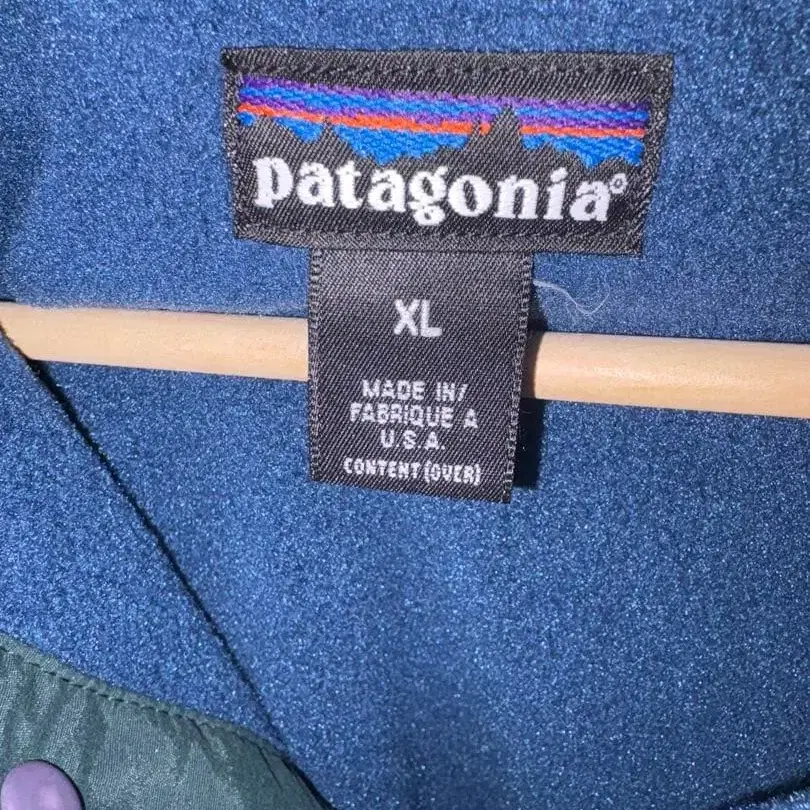 patagonia®
XL
MADE IN/
FABRIQUE A
U.S.A.
CONTENT (OVER)